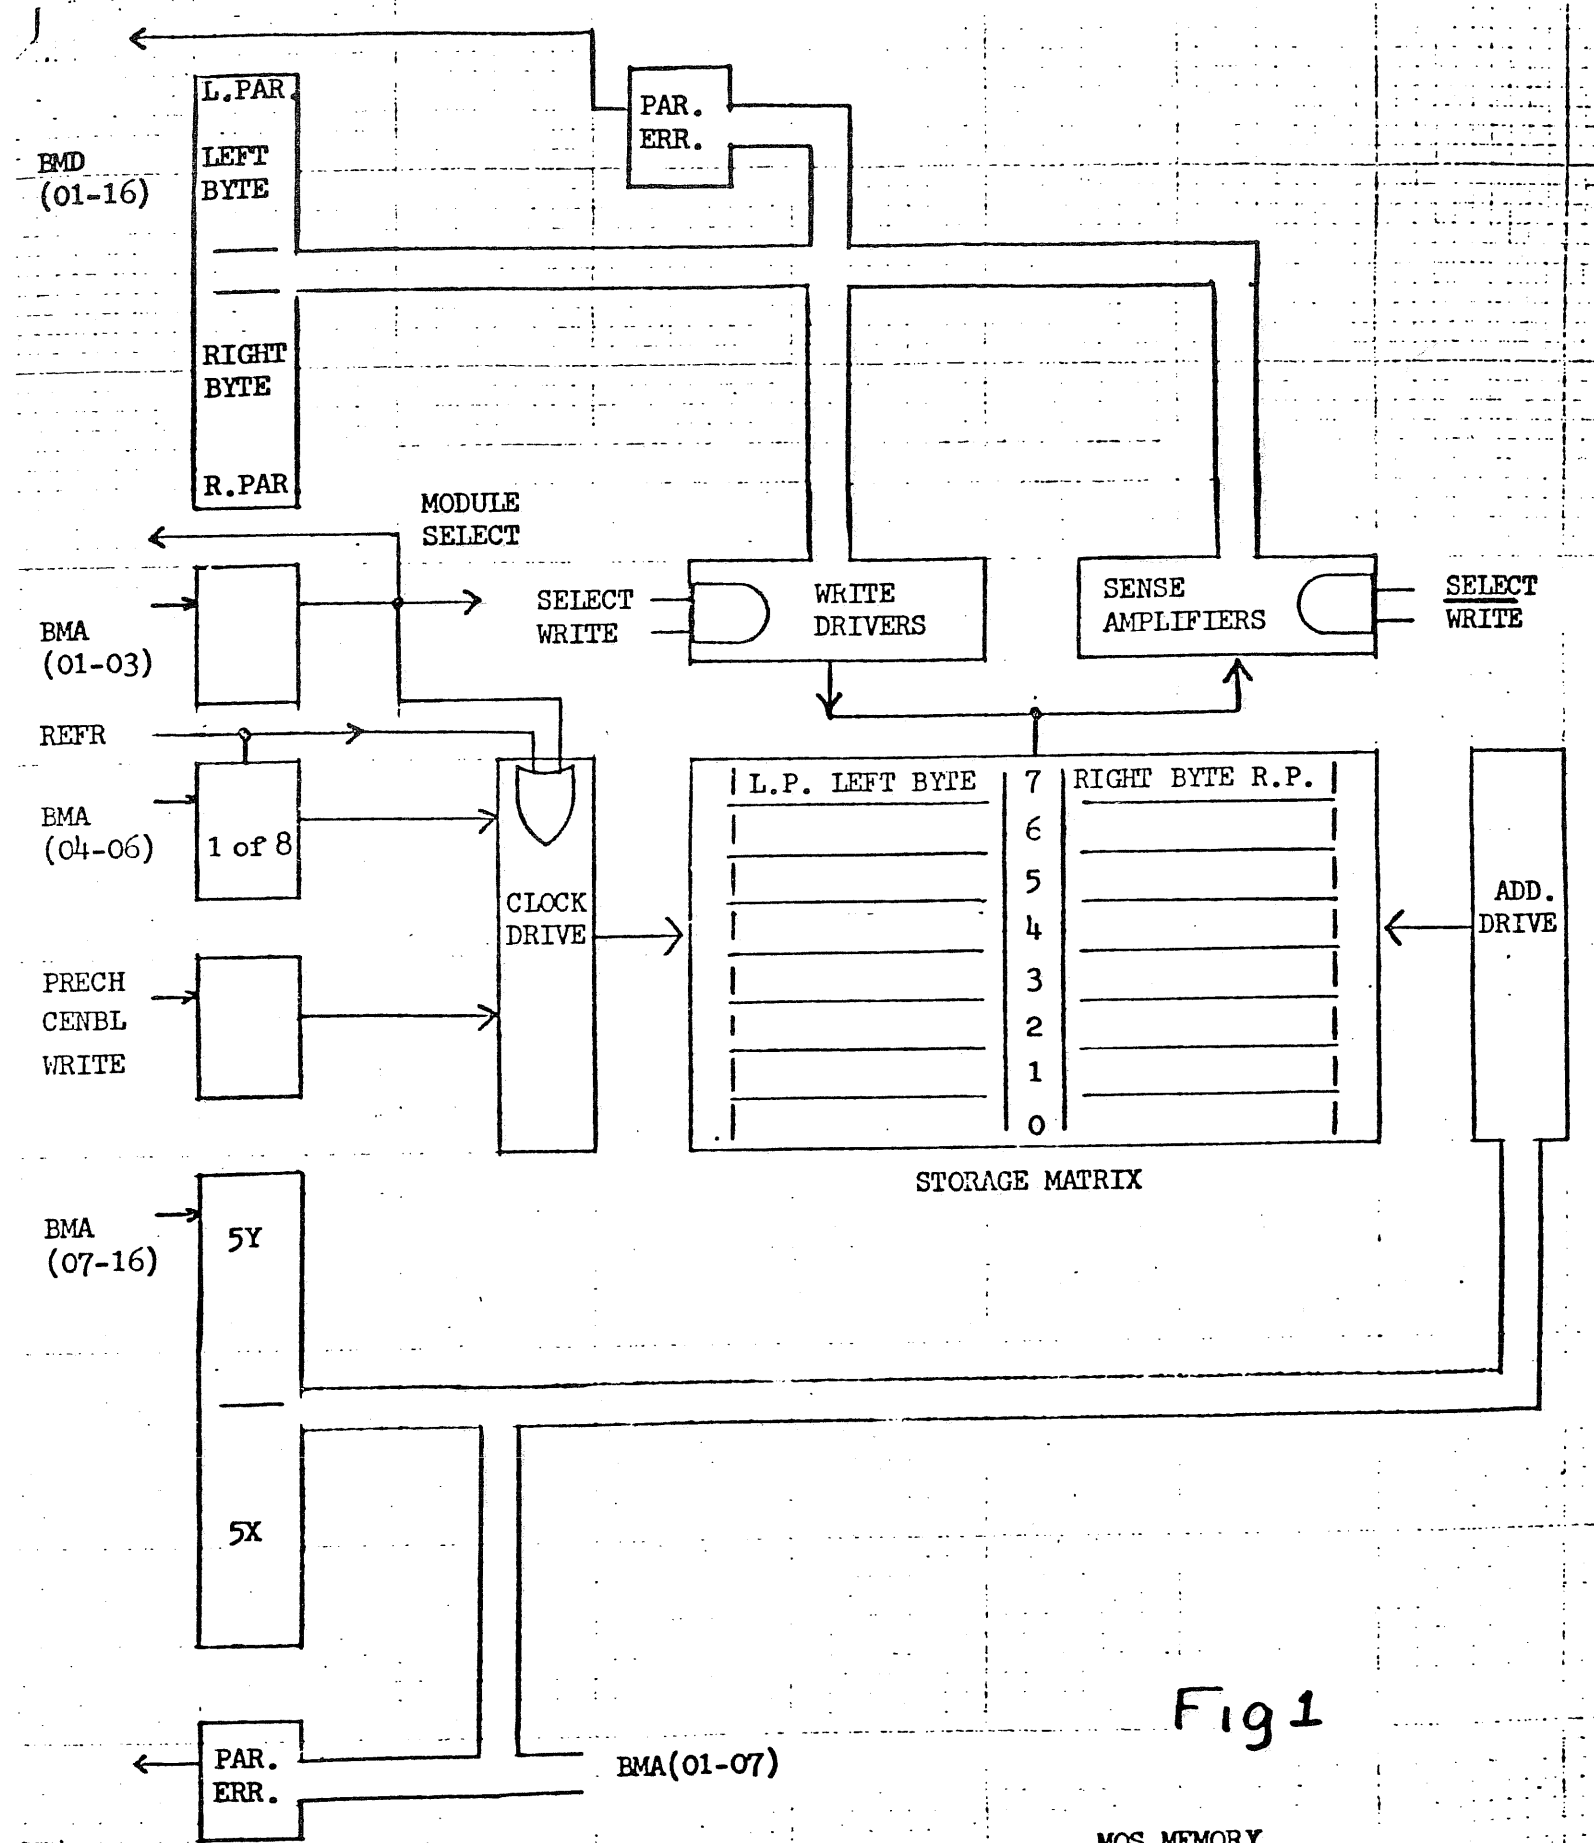 L.PAR.
PAR.
ERR.
BMD
(01-16)
LEFT
BYTE
RIGHT
BYTE
R.PAR
MODULE
SELECT
SELECT
WRITE
WRITE
DRIVERS
SENSE
AMPLIFIERS
SELECT
WRITE
BMA
(01-03)
REFR
BMA
(04-06)
1 of 8
L.P. LEFT BYTE 7 RIGHT BYTE R.P.
6
5
4
3
2
1
0
CLOCK
DRIVE
ADD.
DRIVE
PRECH
CENBL
WRITE
STORAGE MATRIX
BMA
(07-16)
5Y
5X
Fig 1
PAR.
ERR.
BMA(01-07)
MOS MEMORY